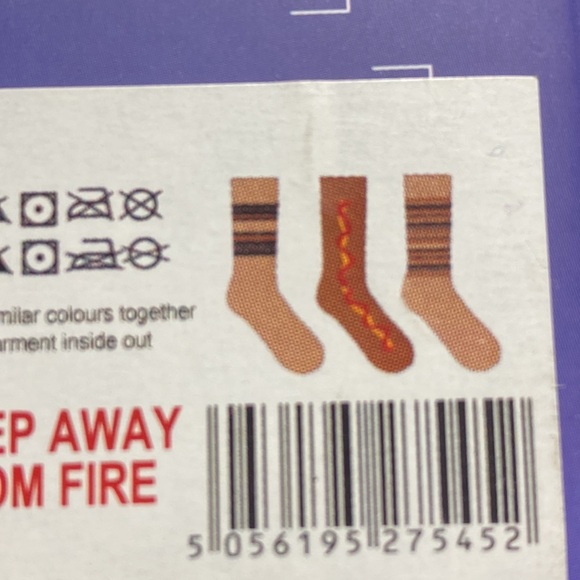 milar colours together
arment inside out
EP AWAY
OM FIRE
5 056195 275452